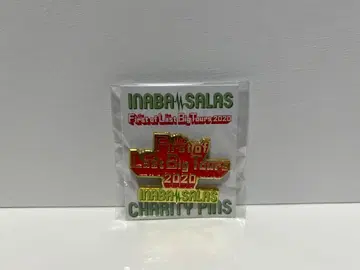 INABA SALAS
First of Last Big Tours 2020
First of
Last Big Tours
2020
INABA SALAS
CHARITY PINS